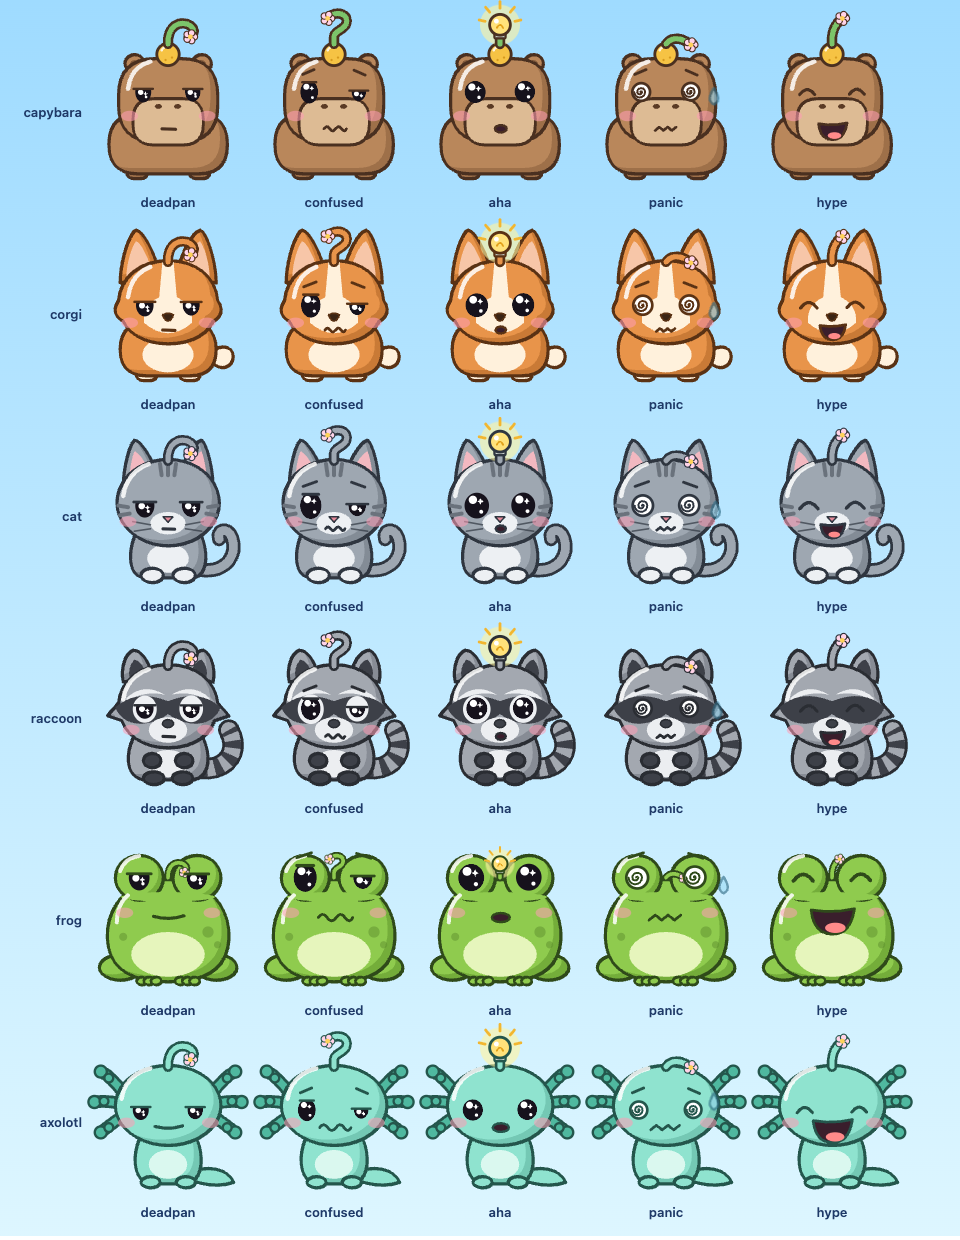 capybara
deadpan confused aha panic hype
corgi
deadpan confused aha panic hype
cat
deadpan confused aha panic hype
raccoon
deadpan confused aha panic hype
frog
deadpan confused aha panic hype
axolotl
deadpan confused aha panic hype